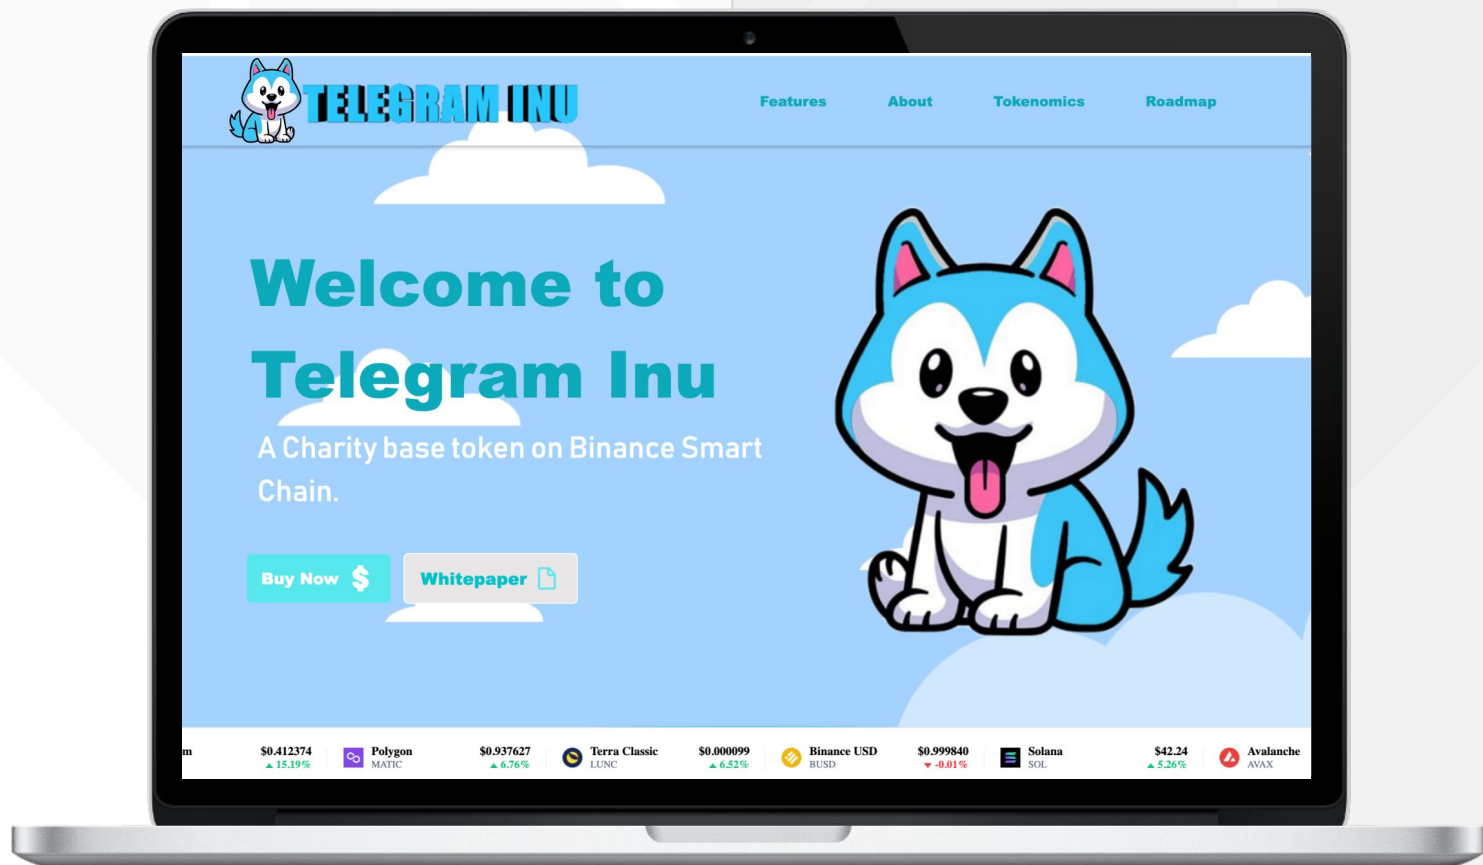 TELEGRAM INU
Features
About
Tokenomics
Roadmap
Welcome to
Telegram Inu
A Charity base token on Binance Smart
Chain.
Buy Now $
Whitepaper
m
$0.412374
▲ 15.19%
Polygon
MATIC
$0.937627
▲ 6.76%
Terra Classic
LUNC
$0.000099
▲ 6.52%
Binance USD
BUSD
$0.999840
▼ -0.01%
Solana
SOL
$42.24
▲ 5.26%
Avalanche
AVAX